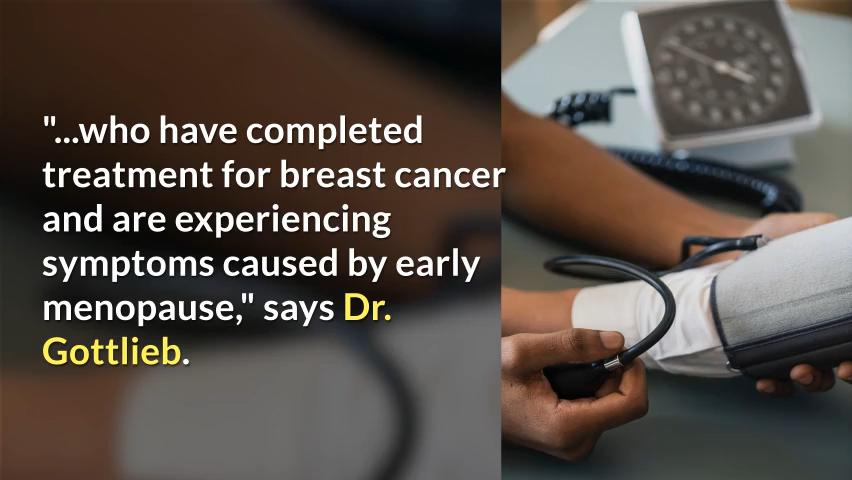 "...who have completed
treatment for breast cancer
and are experiencing
symptoms caused by early
menopause," says Dr.
Gottlieb.